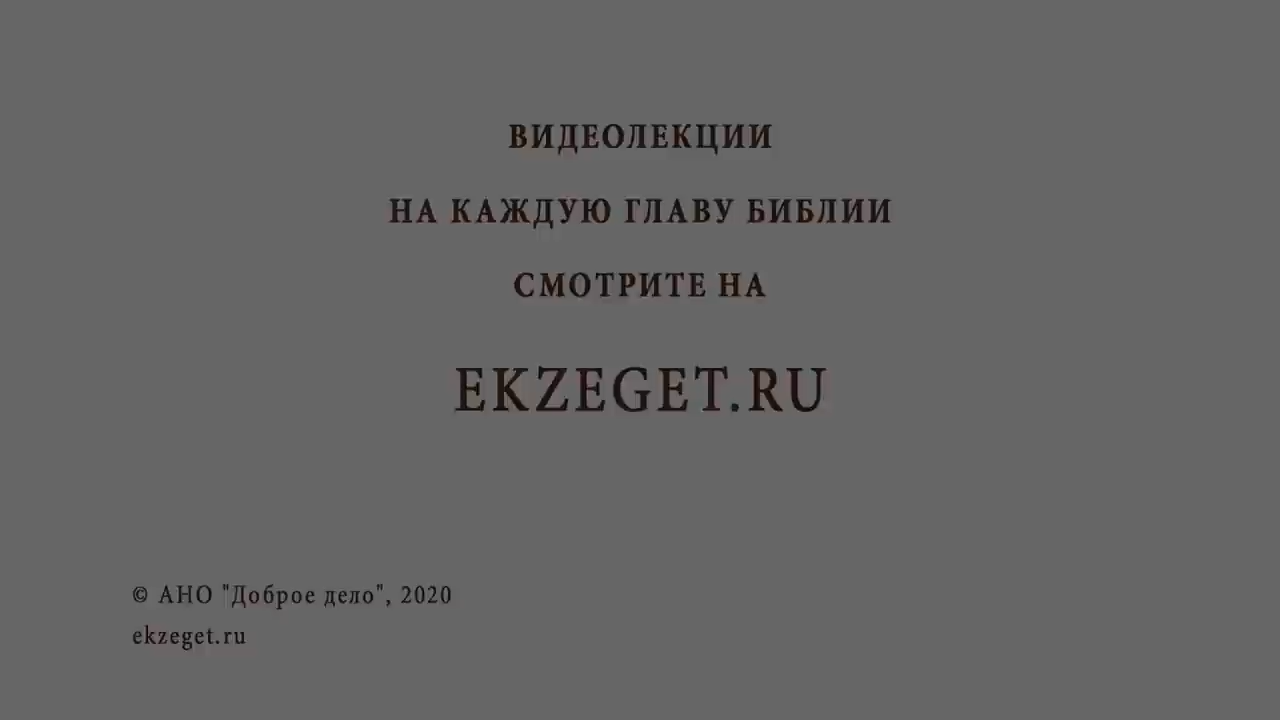 ВИДЕОЛЕКЦИИ
НА КАЖДУЮ ГЛАВУ БИБЛИИ
СМОТРИТЕ НА
EKZEGET.RU
© АНО "Доброе дело", 2020
ekzeget.ru